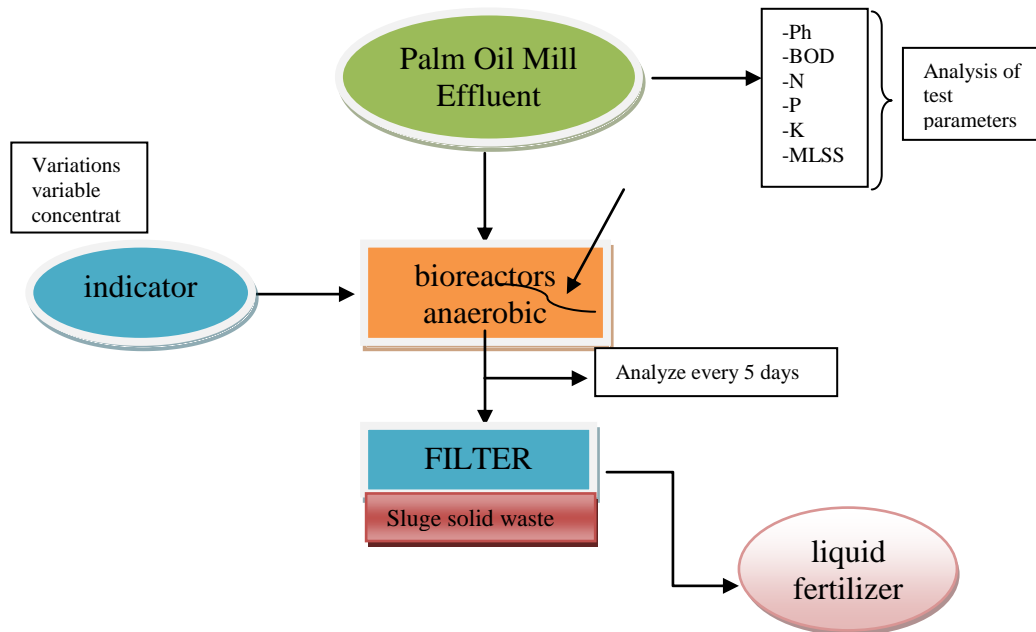 Palm Oil Mill
Effluent
-Ph
-BOD
-N
-P
-K
-MLSS
Analysis of
test
parameters
Variations
variable
concentrat
indicator
bioreactors
anaerobic
Analyze every 5 days
FILTER
Sluge solid waste
liquid
fertilizer